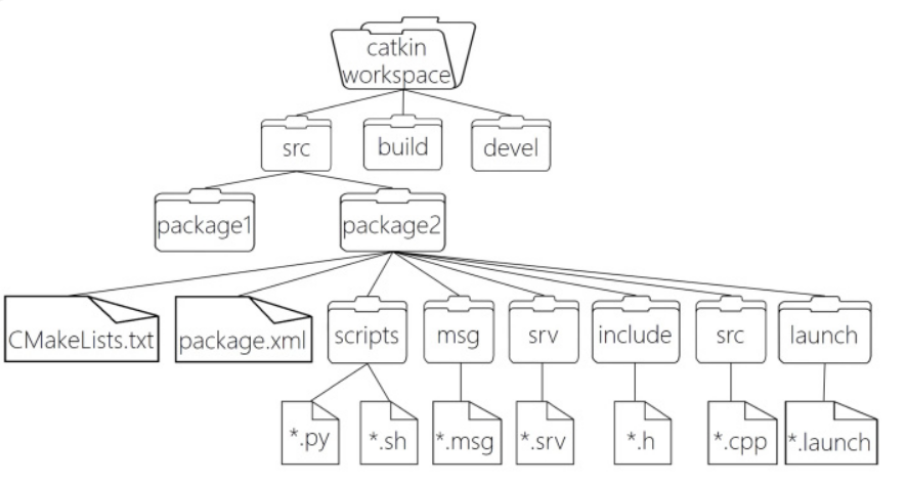 catkin
workspace
src
build
devel
package1
package2
CMakeLists.txt
package.xml
scripts
msg
srv
include
src
launch
*.py
*.sh
*.msg
*.srv
*.h
*.cpp
*.launch